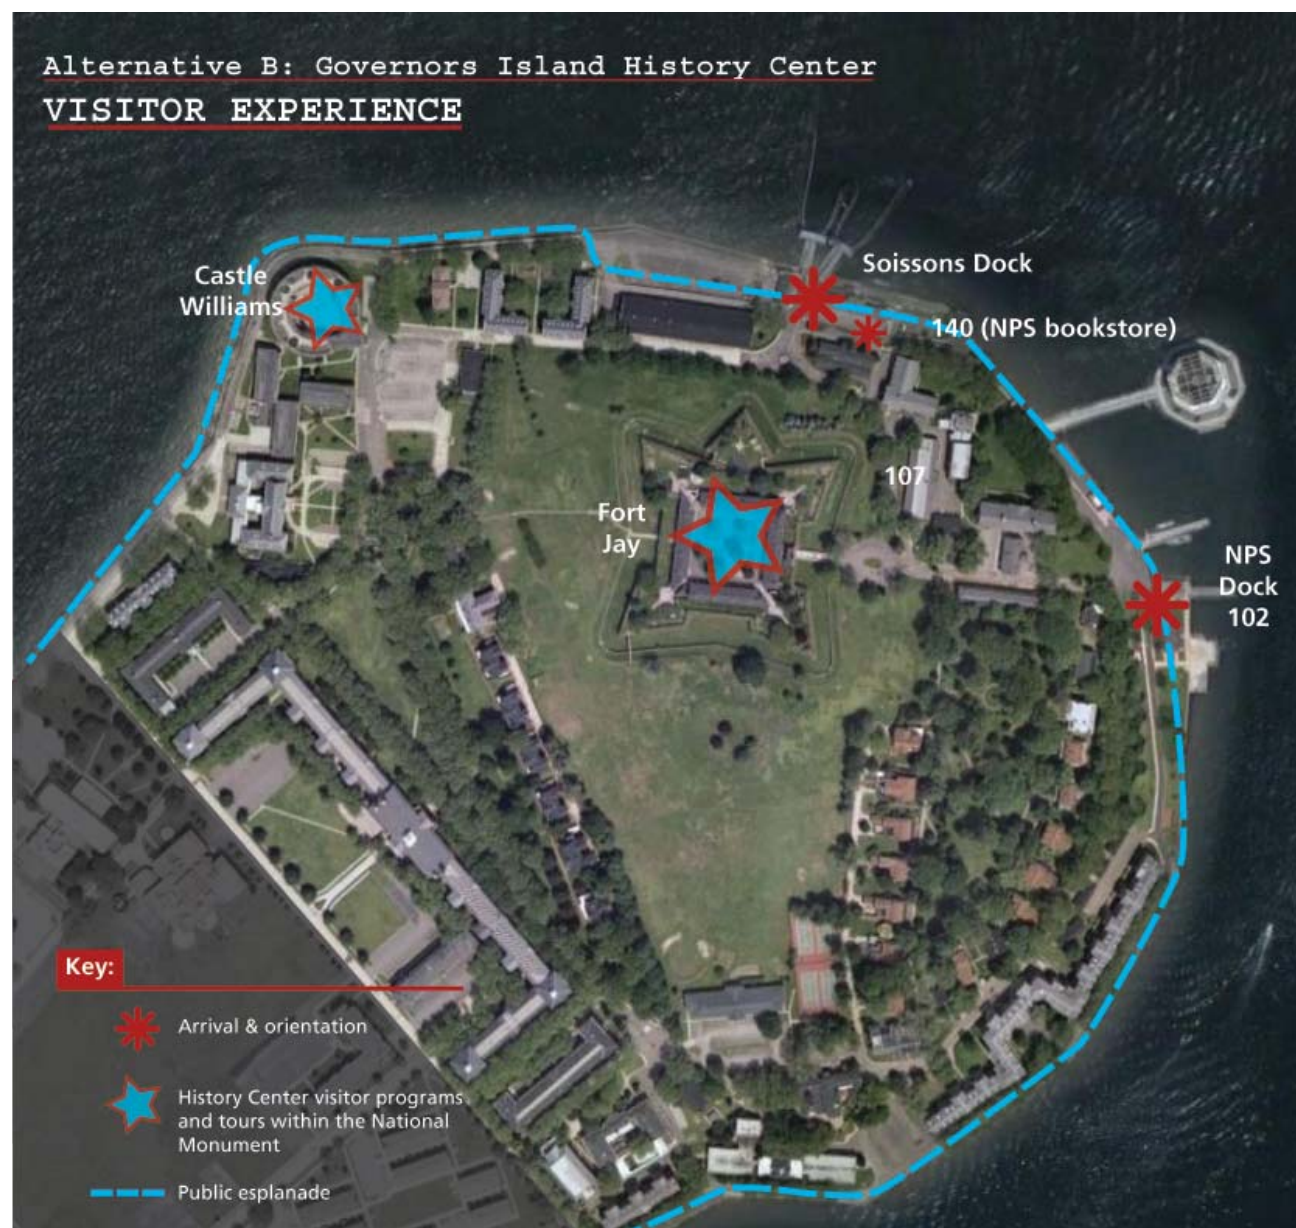 Alternative B: Governors Island History Center
VISITOR EXPERIENCE
Castle
Williams
Soissons Dock
140 (NPS bookstore)
107
Fort
Jay
NPS
Dock
102
Key:
Arrival & orientation
History Center visitor programs
and tours within the National
Monument
Public esplanade